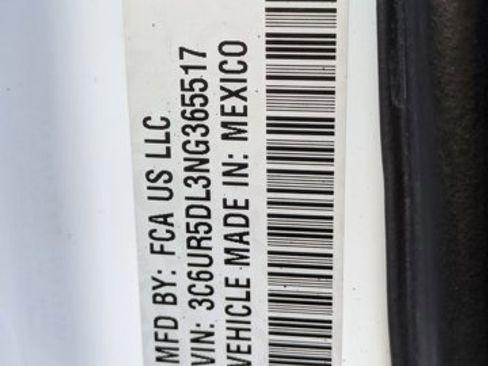 MFD BY: FCA US LLC
VIN: 3C6UR5DL3NG365517
VEHICLE MADE IN: MEXICO